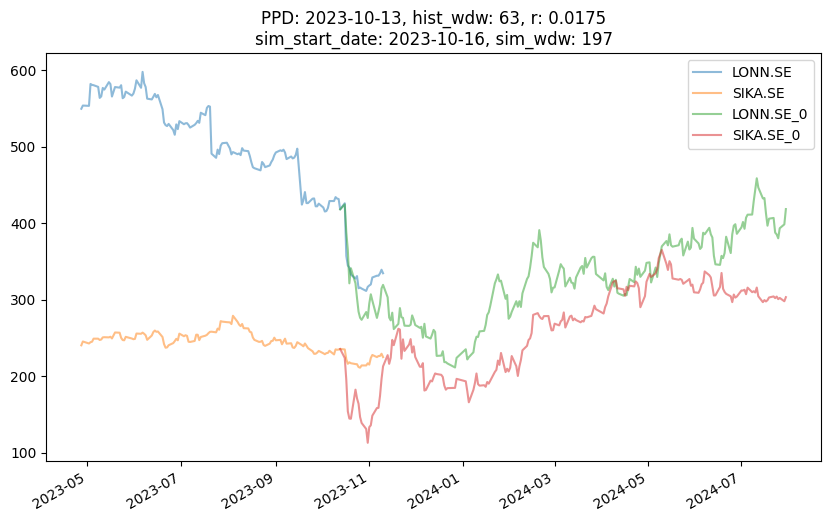 PPD: 2023-10-13, hist_wdw: 63, r: 0.0175
sim_start_date: 2023-10-16, sim_wdw: 197
LONN.SE
SIKA.SE
LONN.SE_0
SIKA.SE_0
600
500
400
300
200
100
2023-05
2023-07
2023-09
2023-11
2024-01
2024-03
2024-05
2024-07